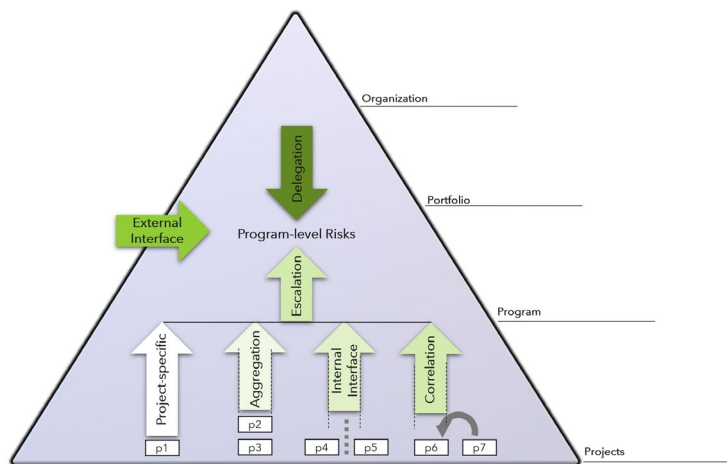 Organization
Delegation
Portfolio
External
Interface
Program-level Risks
Escalation
Program
Project-specific
Aggregation
Internal
Interface
Correlation
p2
p1
p3
p4
p5
p6
p7
Projects